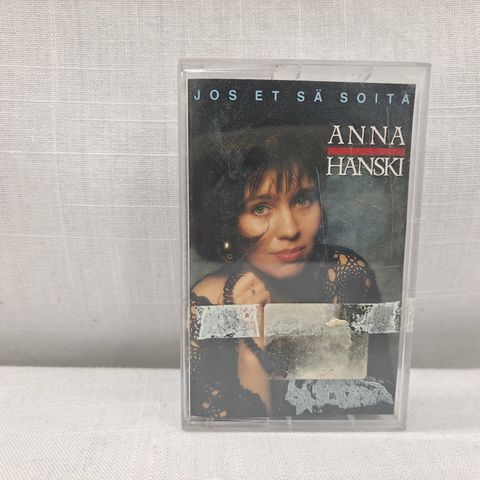 JOS ET SÄ SOITA
ANNA
HANSKI